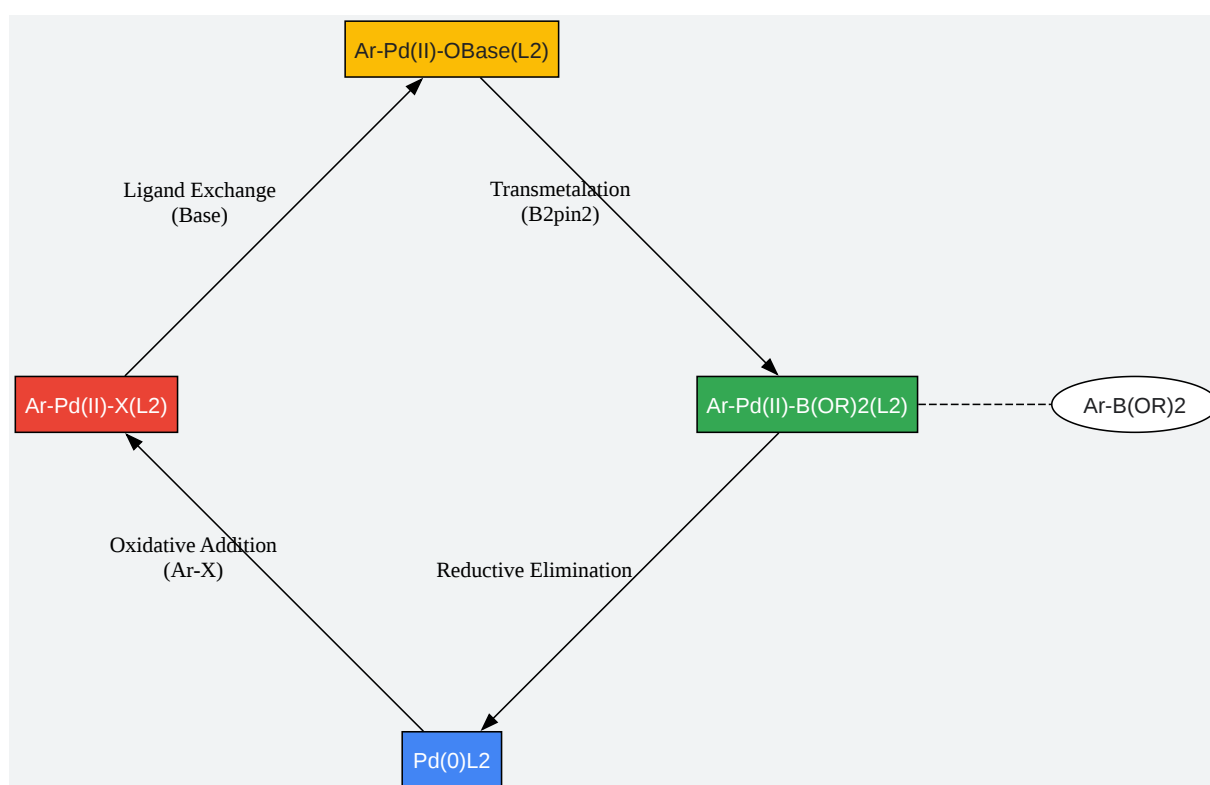 Ar-Pd(II)-OBase(L2)
Ligand Exchange
(Base)
Transmetalation
(B2pin2)
Ar-Pd(II)-X(L2)
Ar-Pd(II)-B(OR)2(L2)
Ar-B(OR)2
Oxidative Addition
(Ar-X)
Reductive Elimination
Pd(0)L2